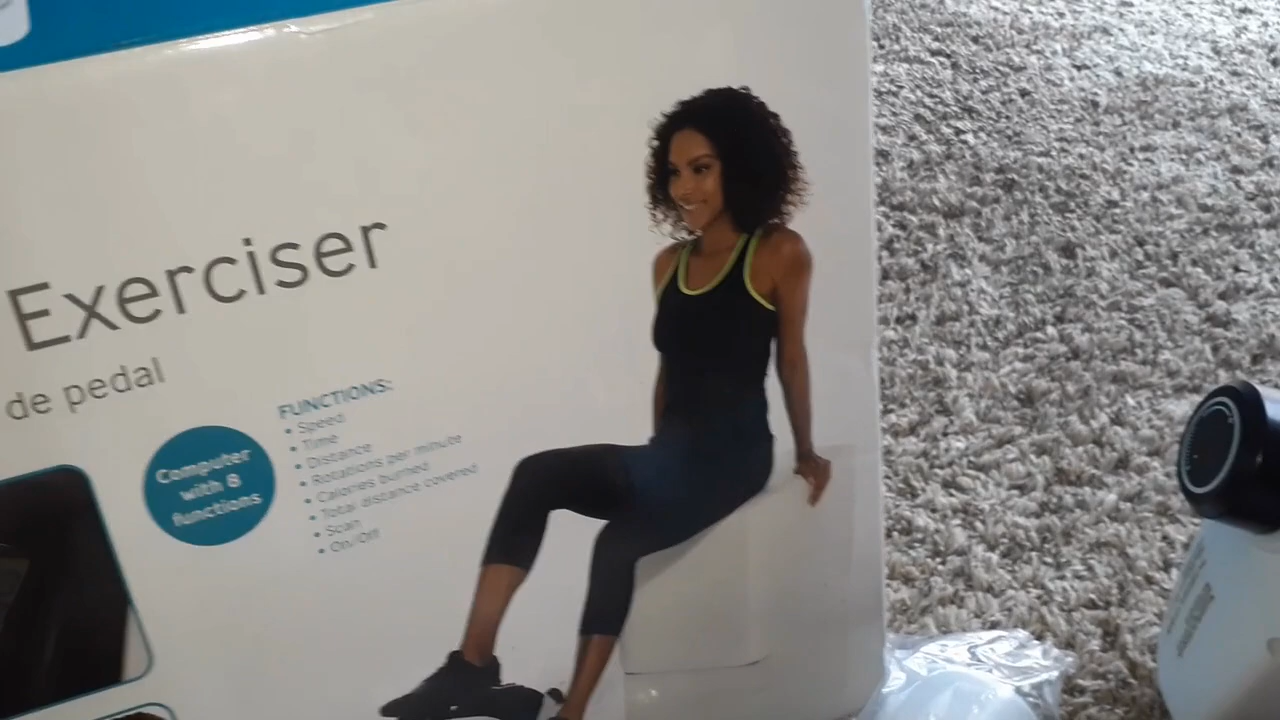 Exerciser
de pedal
Computer
with 8
functions
FUNCTIONS:
• Speed
• Time
• Distance
• Rotations per minute
• Calories burned
• Total distance covered
• Scan
• On/Off